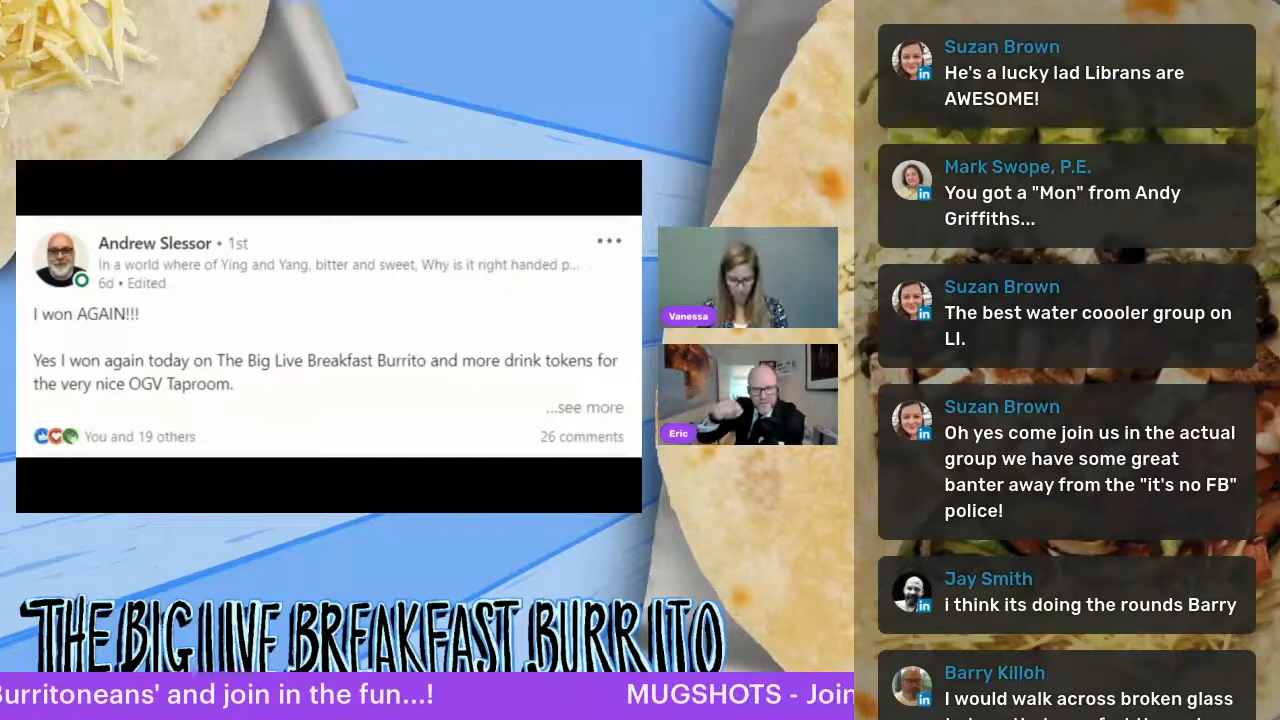 Andrew Slessor • 1st
In a world where of Ying and Yang, bitter and sweet, Why is it right handed p...
6d • Edited
I won AGAIN!!!
Yes I won again today on The Big Live Breakfast Burrito and more drink tokens for
the very nice OGV Taproom.
...see more
You and 19 others
26 comments
Vanessa
Eric
THE BIG LIVE BREAKFAST BURRITO
Burritoneans' and join in the fun...!
MUGSHOTS - Join
Suzan Brown
He's a lucky lad Librans are
AWESOME!
Mark Swope, P.E.
You got a "Mon" from Andy
Griffiths...
Suzan Brown
The best water coooler group on
LI.
Suzan Brown
Oh yes come join us in the actual
group we have some great
banter away from the "it's no FB"
police!
Jay Smith
i think its doing the rounds Barry
Barry Killoh
I would walk across broken glass